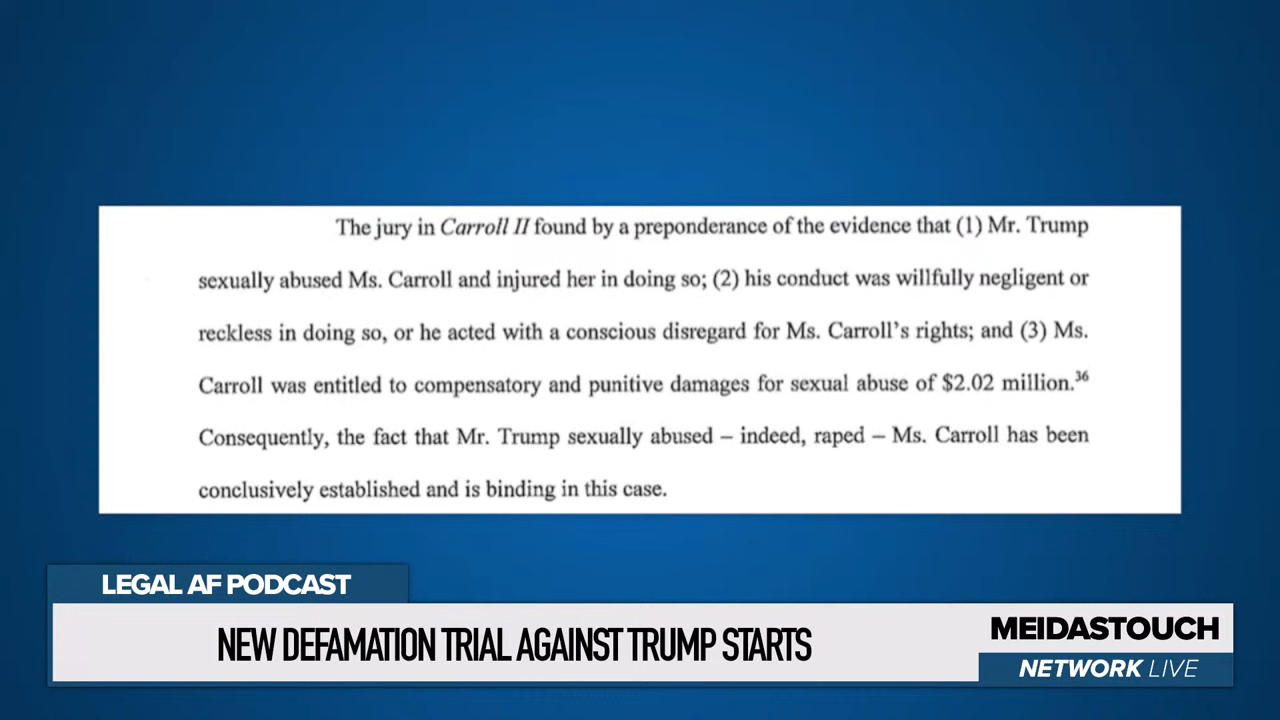 The jury in Carroll II found by a preponderance of the evidence that (1) Mr. Trump
sexually abused Ms. Carroll and injured her in doing so; (2) his conduct was willfully negligent or
reckless in doing so, or he acted with a conscious disregard for Ms. Carroll's rights; and (3) Ms.
Carroll was entitled to compensatory and punitive damages for sexual abuse of $2.02 million.36
Consequently, the fact that Mr. Trump sexually abused – indeed, raped – Ms. Carroll has been
conclusively established and is binding in this case.
LEGAL AF PODCAST
NEW DEFAMATION TRIAL AGAINST TRUMP STARTS
MEIDASTOUCH
NETWORK LIVE